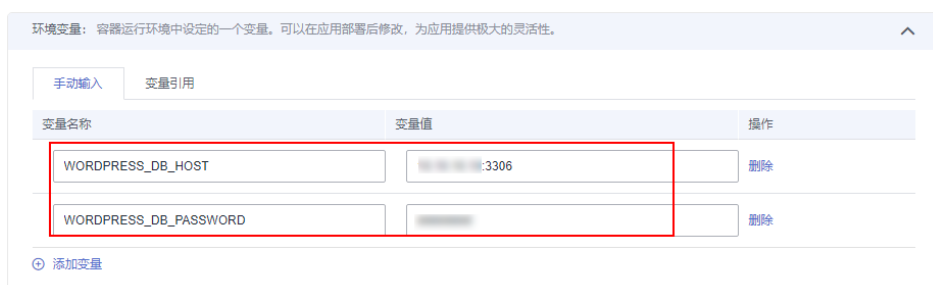 环境变量: 容器运行环境中设定的一个变量。可以在应用部署后修改，为应用提供极大的灵活性。
手动输入 变量引用
变量名称 变量值 操作
WORDPRESS_DB_HOST :3306 删除
WORDPRESS_DB_PASSWORD 删除
添加变量